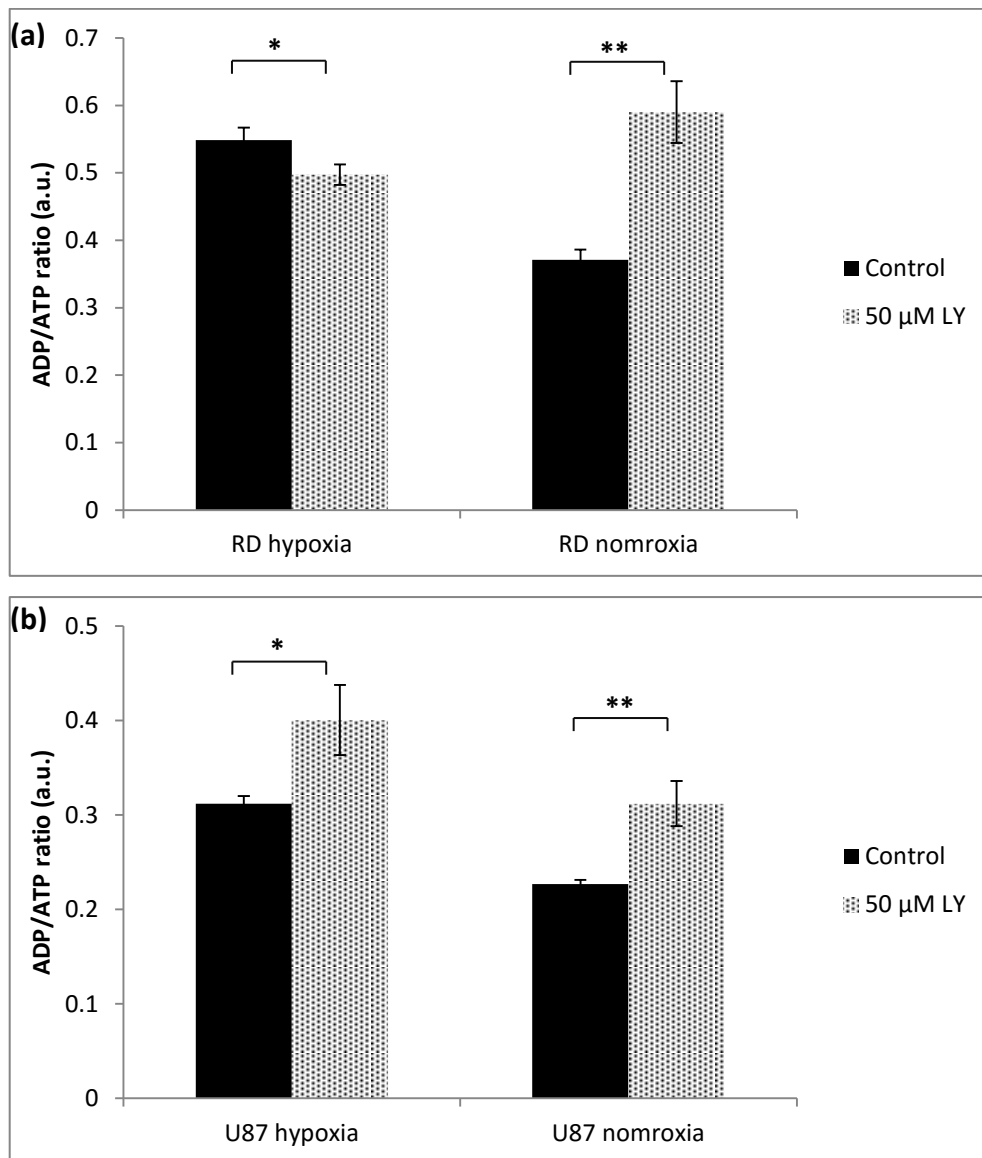 (a)
ADP/ATP ratio (a.u.)
0.7
0.6
0.5
0.4
0.3
0.2
0.1
0
*
**
RD hypoxia
RD nomroxia
Control
50 µM LY
(b)
ADP/ATP ratio (a.u.)
0.5
0.4
0.3
0.2
0.1
0
*
**
U87 hypoxia
U87 nomroxia
Control
50 µM LY